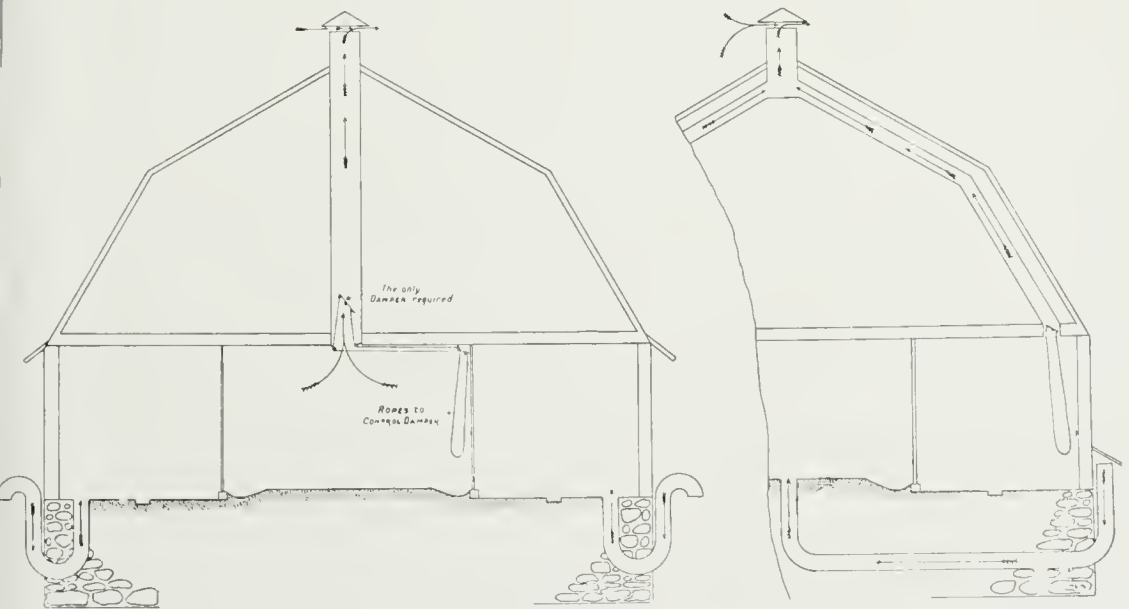 The only
DAMPER required
ROPES to
CONTROL DAMPER